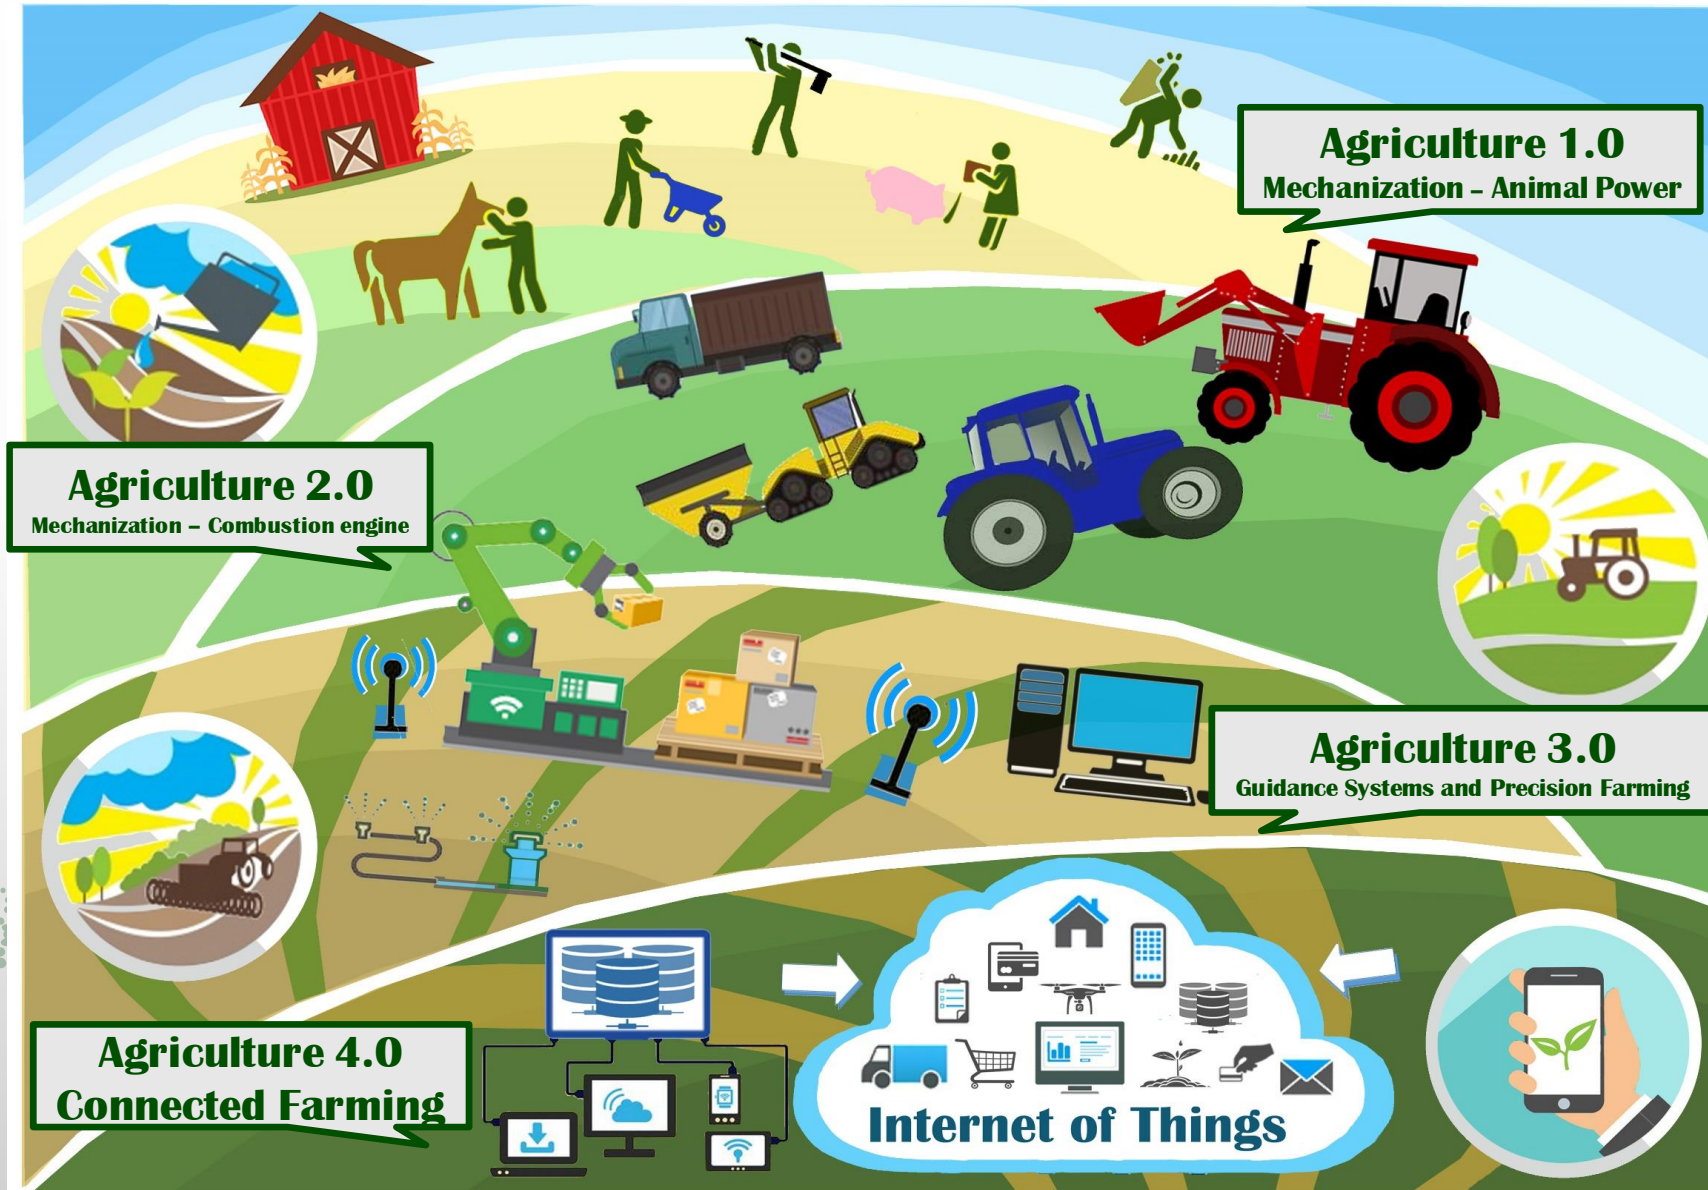 Agriculture 1.0
Mechanization – Animal Power
Agriculture 2.0
Mechanization – Combustion engine
Agriculture 3.0
Guidance Systems and Precision Farming
Agriculture 4.0
Connected Farming
Internet of Things